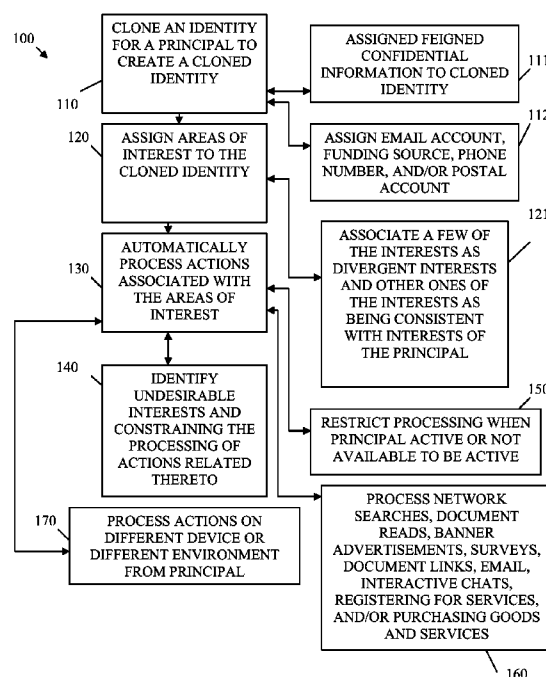 100
CLONE AN IDENTITY
FOR A PRINCIPAL TO
CREATE A CLONED
IDENTITY
110
ASSIGNED FEIGNED
CONFIDENTIAL
INFORMATION TO CLONED
IDENTITY
111
120
ASSIGN AREAS OF
INTEREST TO THE
CLONED IDENTITY
ASSIGN EMAIL ACCOUNT,
FUNDING SOURCE, PHONE
NUMBER, AND/OR POSTAL
ACCOUNT
112
130
AUTOMATICALLY
PROCESS ACTIONS
ASSOCIATED WITH
THE AREAS OF
INTEREST
121
ASSOCIATE A FEW OF
THE INTERESTS AS
DIVERGENT INTERESTS
AND OTHER ONES OF
THE INTERESTS AS
BEING CONSISTENT
WITH INTERESTS OF
THE PRINCIPAL
140
IDENTIFY
UNDESIRABLE
INTERESTS AND
CONSTRAINING THE
PROCESSING OF
ACTIONS RELATED
THERETO
150
RESTRICT PROCESSING WHEN
PRINCIPAL ACTIVE OR NOT
AVAILABLE TO BE ACTIVE
170
PROCESS ACTIONS ON
DIFFERENT DEVICE OR
DIFFERENT ENVIRONMENT
FROM PRINCIPAL
PROCESS NETWORK
SEARCHES, DOCUMENT
READS, BANNER
ADVERTISEMENTS, SURVEYS,
DOCUMENT LINKS, EMAIL,
INTERACTIVE CHATS,
REGISTERING FOR SERVICES,
AND/OR PURCHASING GOODS
AND SERVICES
160